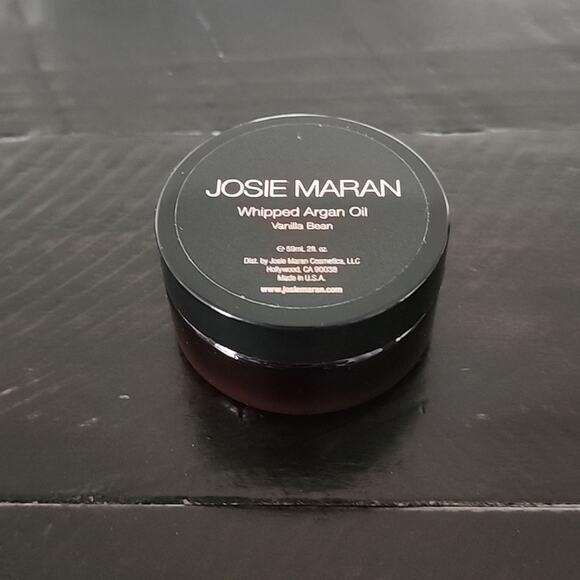 JOSIE MARAN
Whipped Argan Oil
Vanilla Bean
℮ 59mL 2fl. oz.
Dist. by Josie Maran Cosmetics, LLC
Hollywood, CA 90038
Made in U.S.A.
www.josiemaran.com